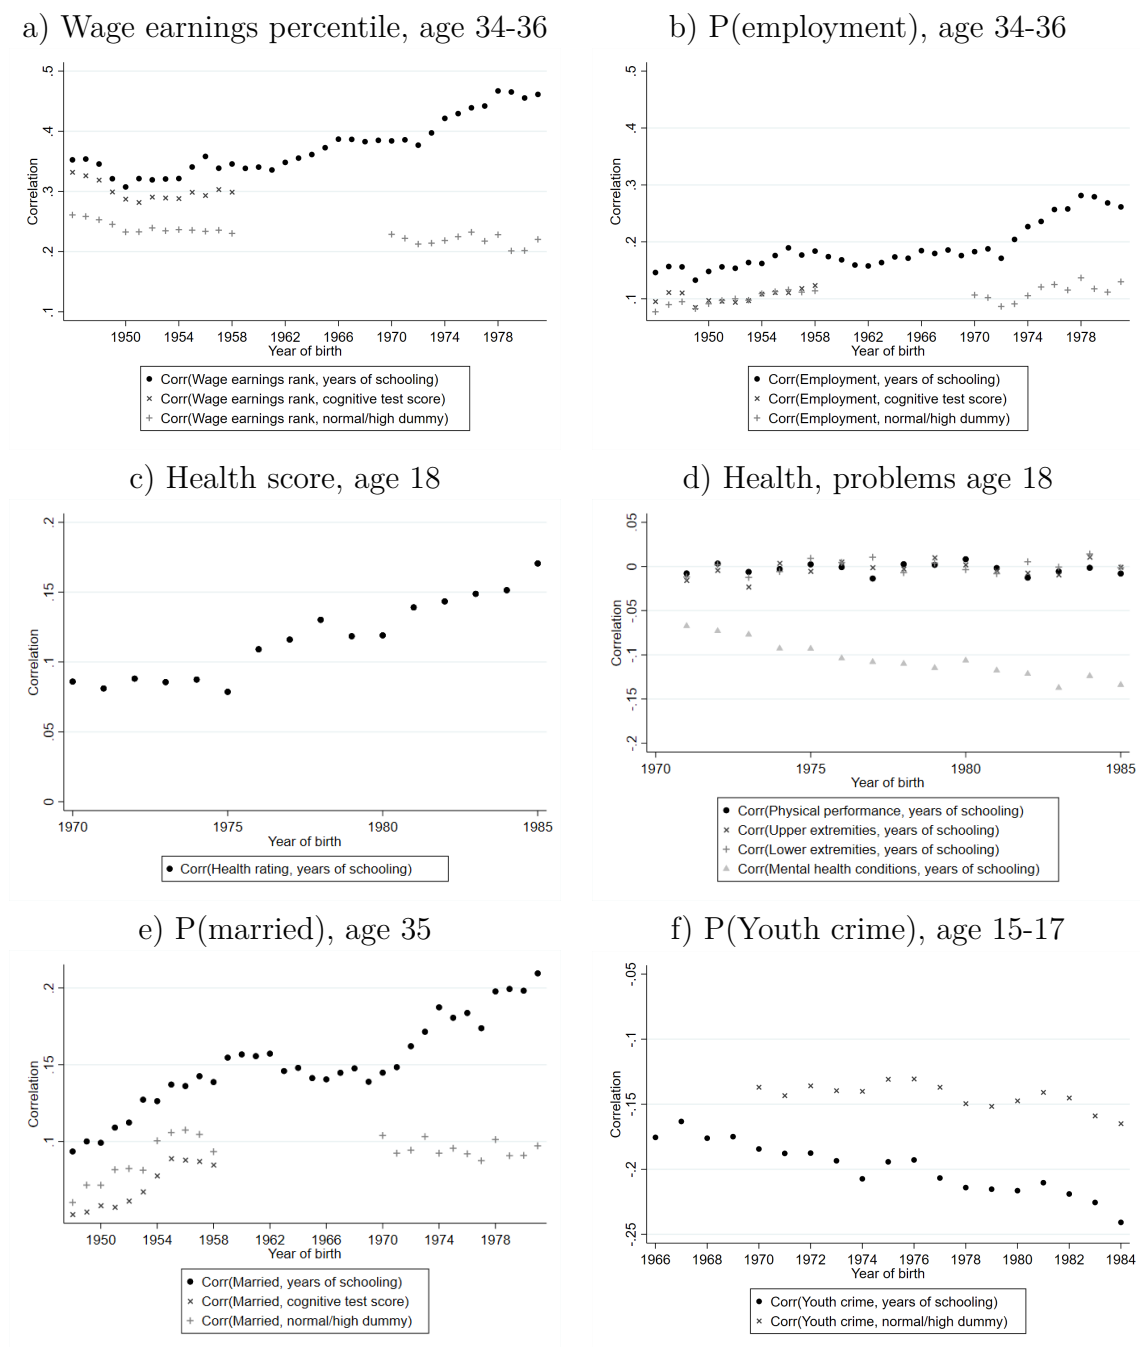 a) Wage earnings percentile, age 34-36
.5
.4
.3
.2
.1
Correlation
1950 1954 1958 1962 1966 1970 1974 1978
Year of birth
Corr(Wage earnings rank, years of schooling)
Corr(Wage earnings rank, cognitive test score)
Corr(Wage earnings rank, normal/high dummy)
b) P(employment), age 34-36
.5
.4
.3
.2
.1
Correlation
1950 1954 1958 1962 1966 1970 1974 1978
Year of birth
Corr(Employment, years of schooling)
Corr(Employment, cognitive test score)
Corr(Employment, normal/high dummy)
c) Health score, age 18
.2
.15
.1
.05
0
Correlation
1970 1975 1980 1985
Year of birth
Corr(Health rating, years of schooling)
d) Health, problems age 18
.05
0
-.05
-.1
-.15
-.2
Correlation
1970 1975 1980 1985
Year of birth
Corr(Physical performance, years of schooling)
Corr(Upper extremities, years of schooling)
Corr(Lower extremities, years of schooling)
Corr(Mental health conditions, years of schooling)
e) P(married), age 35
.2
.15
.1
Correlation
1950 1954 1958 1962 1966 1970 1974 1978
Year of birth
Corr(Married, years of schooling)
Corr(Married, cognitive test score)
Corr(Married, normal/high dummy)
f) P(Youth crime), age 15-17
-.05
-.1
-.15
-.2
-.25
Correlation
1966 1968 1970 1972 1974 1976 1978 1980 1982 1984
Year of birth
Corr(Youth crime, years of schooling)
Corr(Youth crime, normal/high dummy)